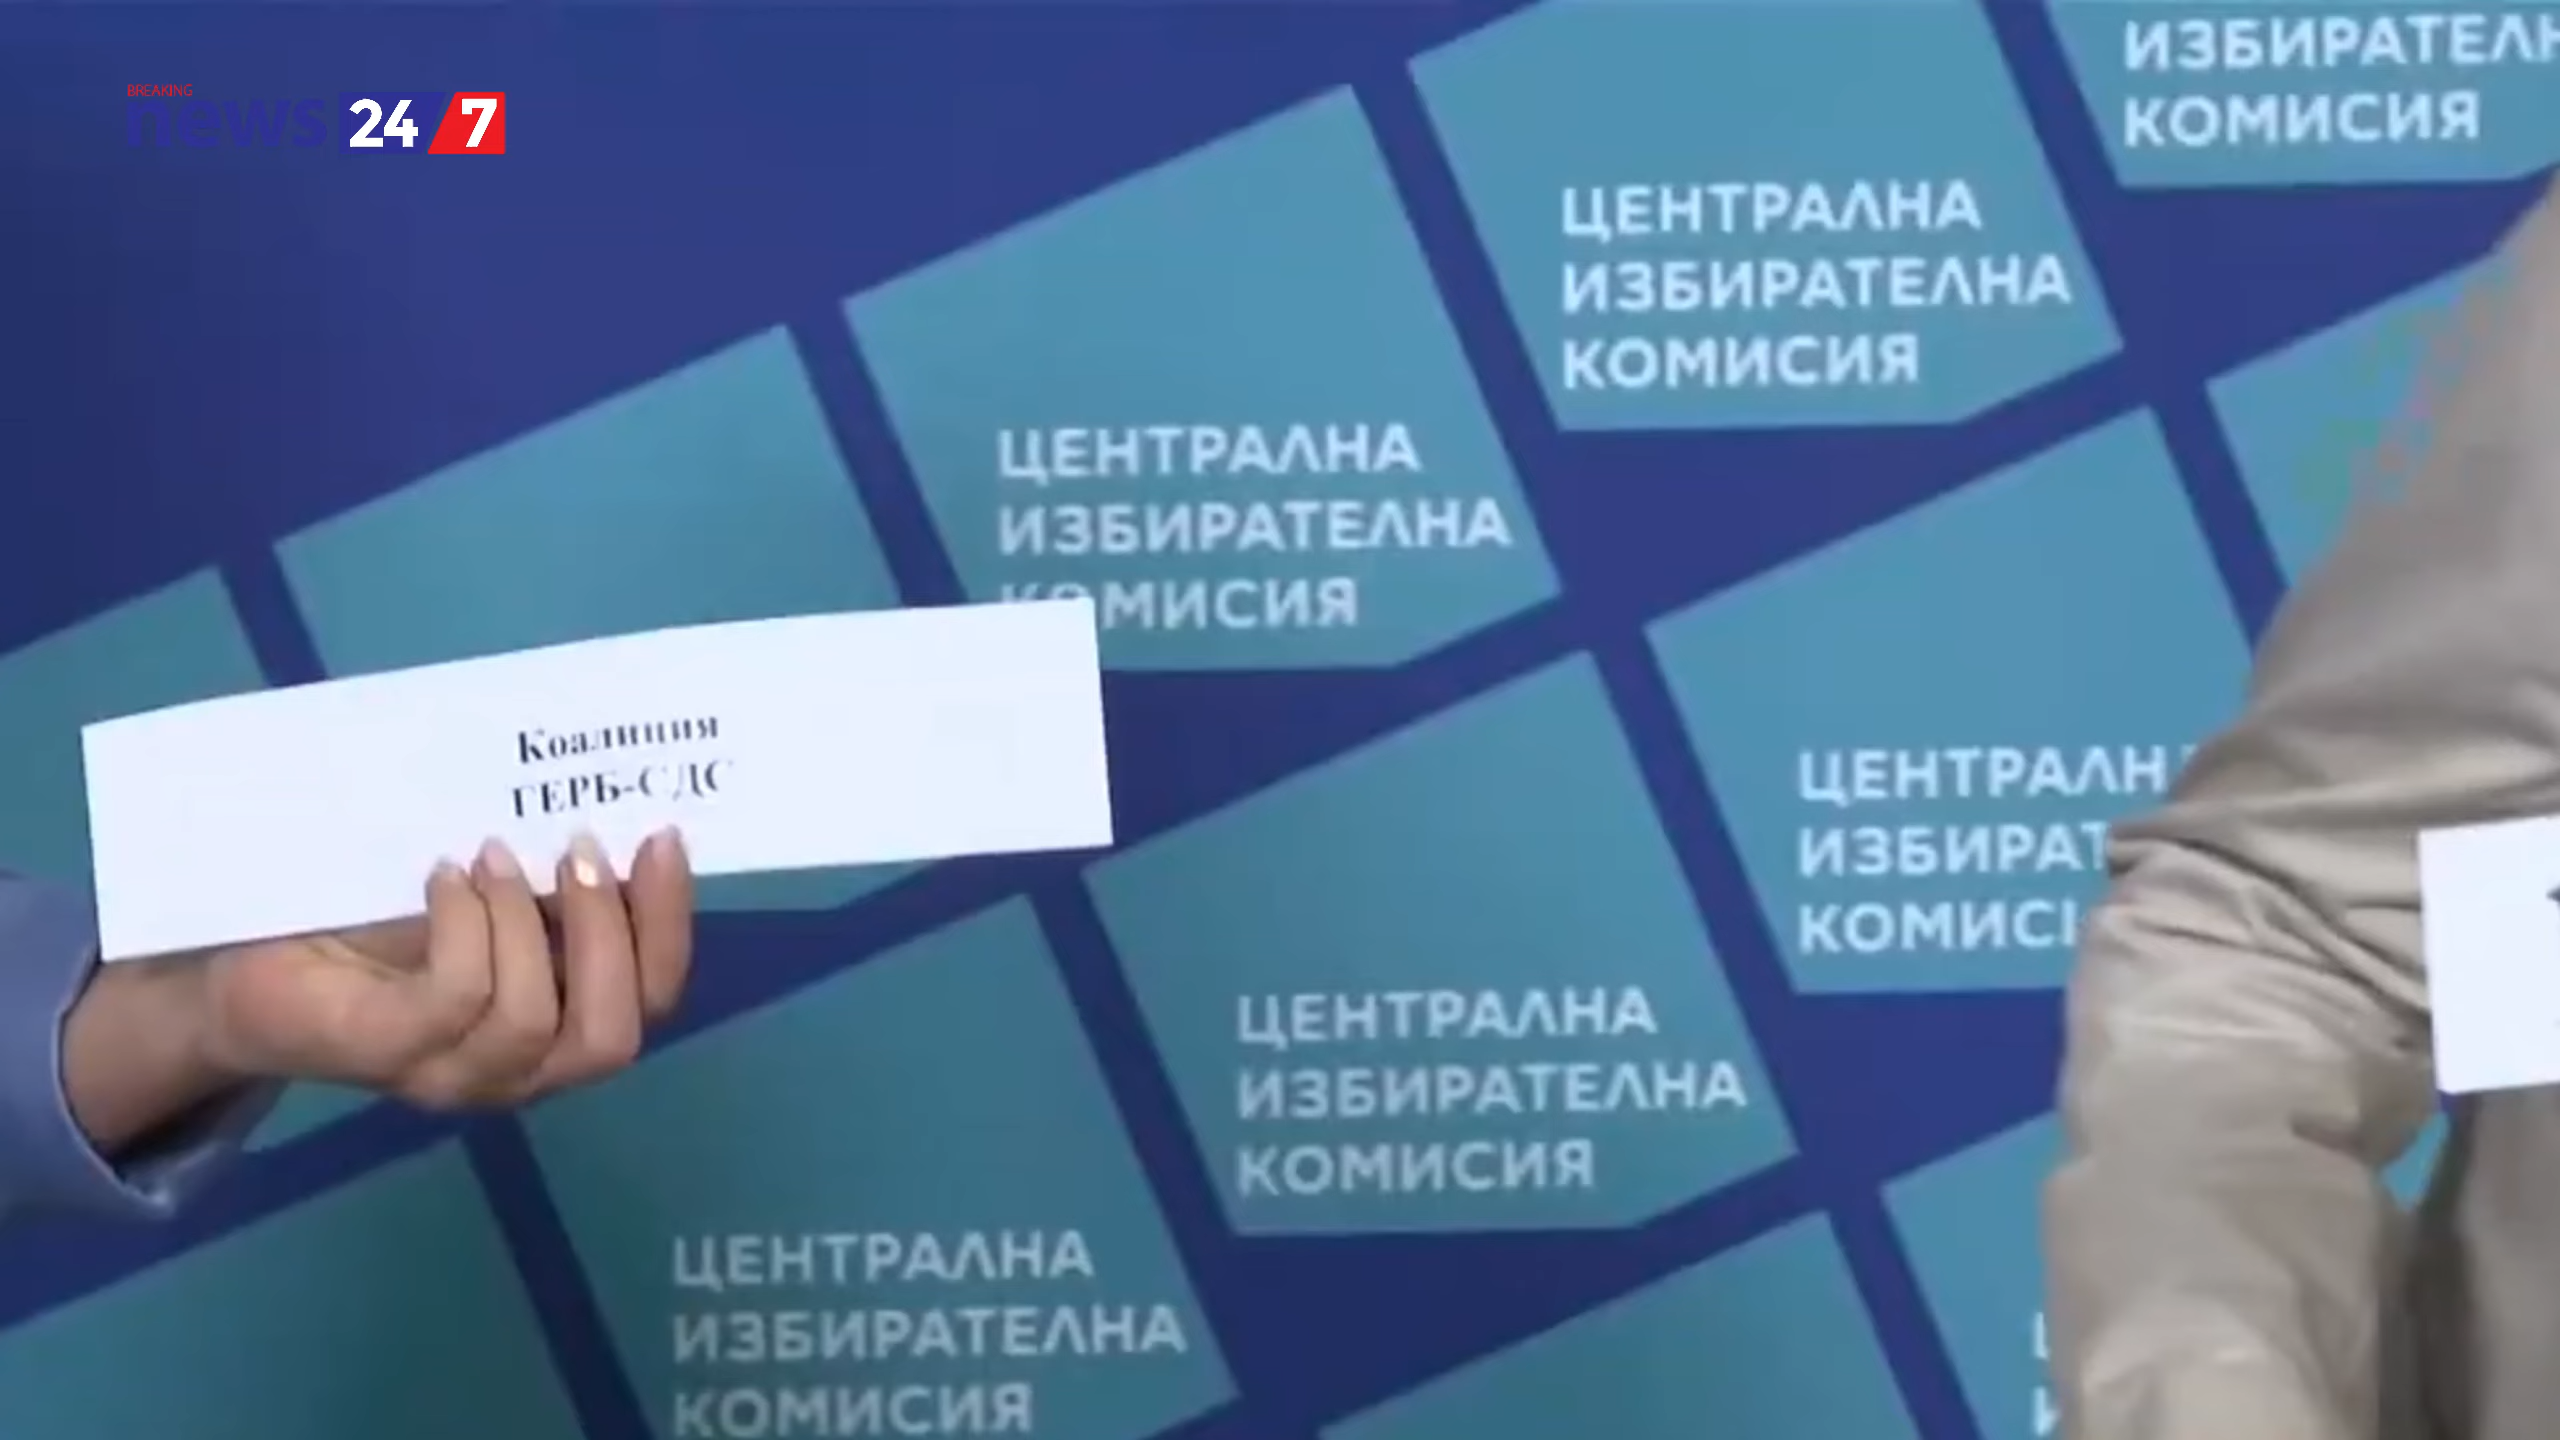 BREAKING
news 24/7
ИЗБИРАТЕЛН
КОМИСИЯ
ЦЕНТРАЛНА
ИЗБИРАТЕЛНА
КОМИСИЯ
ЦЕНТРАЛНА
ИЗБИРАТЕЛНА
КОМИСИЯ
Коалиция
ГЕРБ-СДС
ЦЕНТРАЛН
ИЗБИРАТ
КОМИС
ЦЕНТРАЛНА
ИЗБИРАТЕЛНА
КОМИСИЯ
ЦЕНТРАЛНА
ИЗБИРАТЕЛНА
КОМИСИЯ